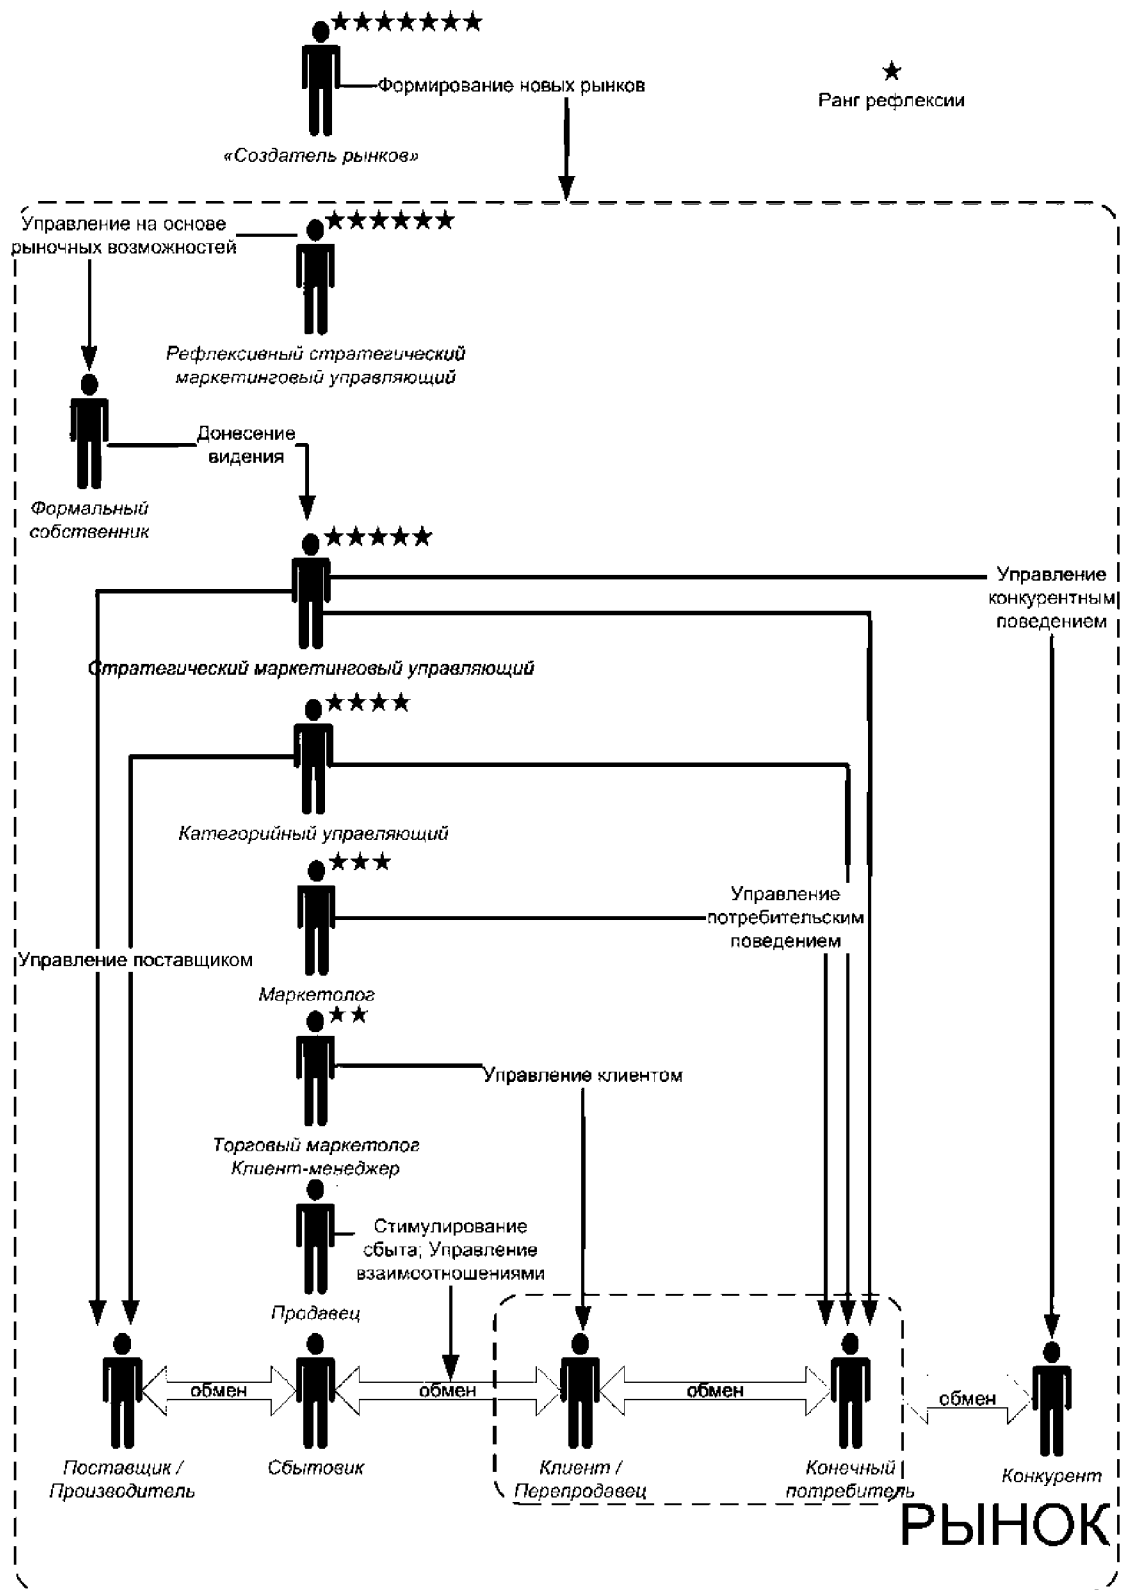 Формирование новых рынков
Ранг рефлексии
«Создатель рынков»
Управление на основе
рыночных возможностей
Рефлексивный стратегический
маркетинговый управляющий
Донесение
видения
Формальный
собственник
Управление
конкурентным
поведением
Стратегический маркетинговый управляющий
Категорийный управляющий
Управление
потребительским
поведением
Управление поставщиком
Маркетолог
Управление клиентом
Торговый маркетолог
Клиент-менеджер
Стимулирование
сбыта; Управление
взаимоотношениями
Продавец
обмен
обмен
обмен
обмен
Поставщик /
Производитель
Сбытовик
Клиент /
Перепродавец
Конечный
потребитель
Конкурент
РЫНОК